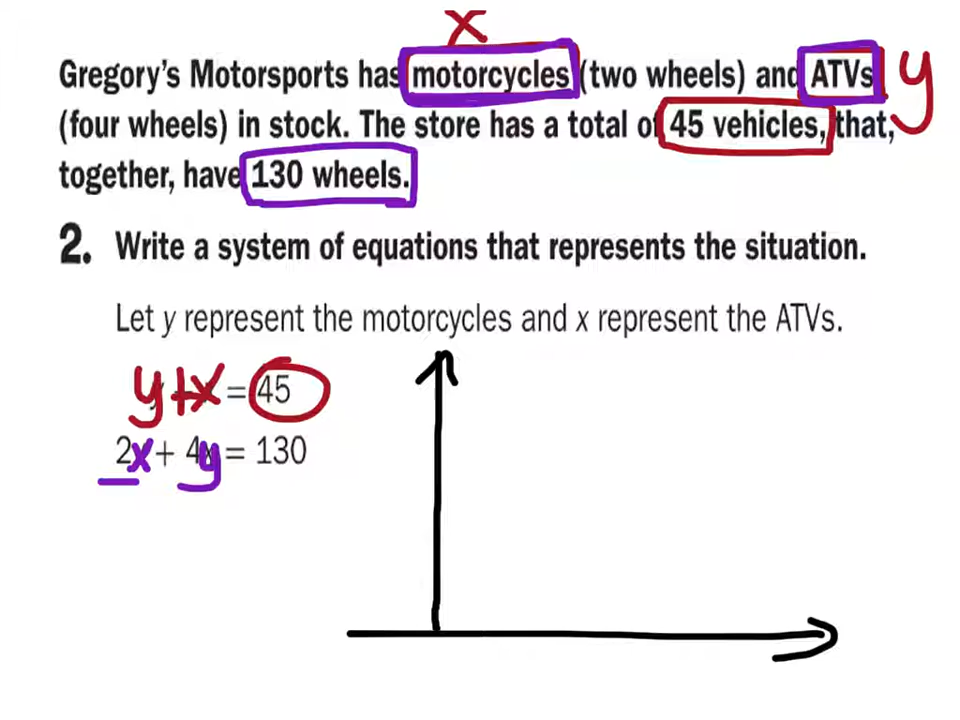 x
Gregory's Motorsports has motorcycles (two wheels) and ATVs y
(four wheels) in stock. The store has a total of 45 vehicles, that,
together, have 130 wheels.
2. Write a system of equations that represents the situation.
Let y represent the motorcycles and x represent the ATVs.
y+x = 45
2x + 4y = 130